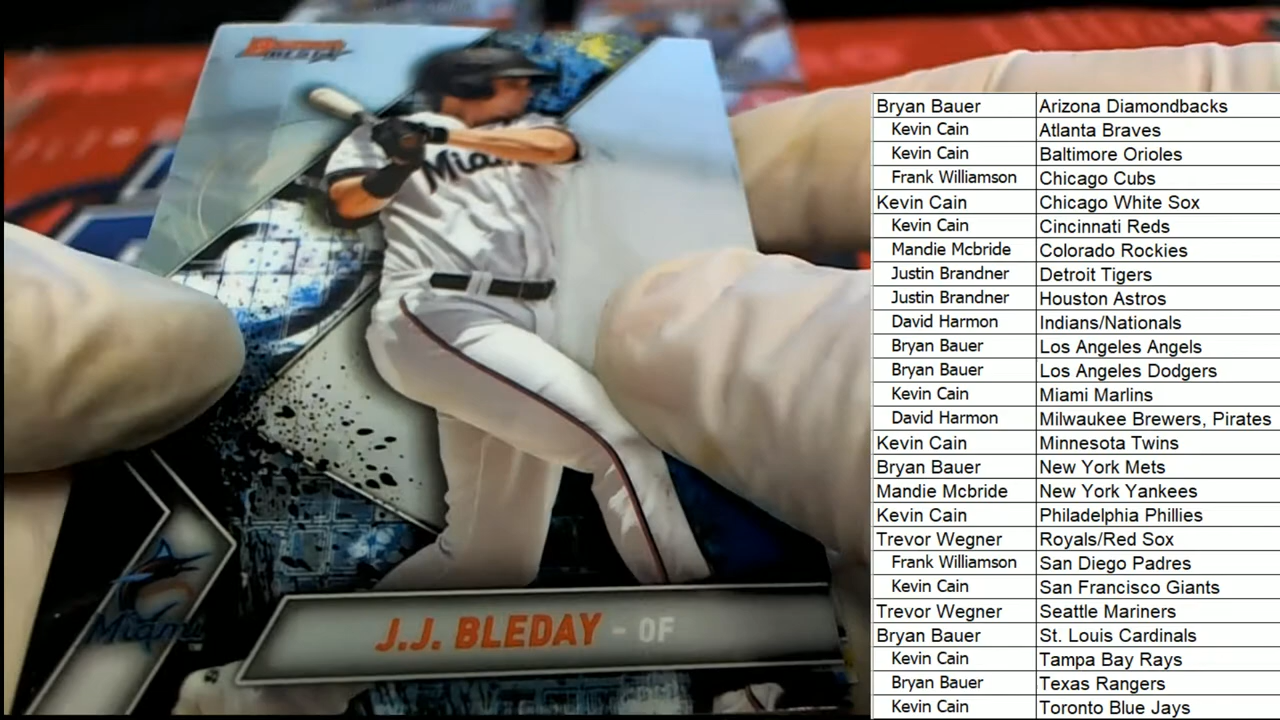 Bowman's
BEST
Miami
Miami
J.J. BLEDAY - OF
Bryan Bauer Arizona Diamondbacks
Kevin Cain Atlanta Braves
Kevin Cain Baltimore Orioles
Frank Williamson Chicago Cubs
Kevin Cain Chicago White Sox
Kevin Cain Cincinnati Reds
Mandie Mcbride Colorado Rockies
Justin Brandner Detroit Tigers
Justin Brandner Houston Astros
David Harmon Indians/Nationals
Bryan Bauer Los Angeles Angels
Bryan Bauer Los Angeles Dodgers
Kevin Cain Miami Marlins
David Harmon Milwaukee Brewers, Pirates
Kevin Cain Minnesota Twins
Bryan Bauer New York Mets
Mandie Mcbride New York Yankees
Kevin Cain Philadelphia Phillies
Trevor Wegner Royals/Red Sox
Frank Williamson San Diego Padres
Kevin Cain San Francisco Giants
Trevor Wegner Seattle Mariners
Bryan Bauer St. Louis Cardinals
Kevin Cain Tampa Bay Rays
Bryan Bauer Texas Rangers
Kevin Cain Toronto Blue Jays